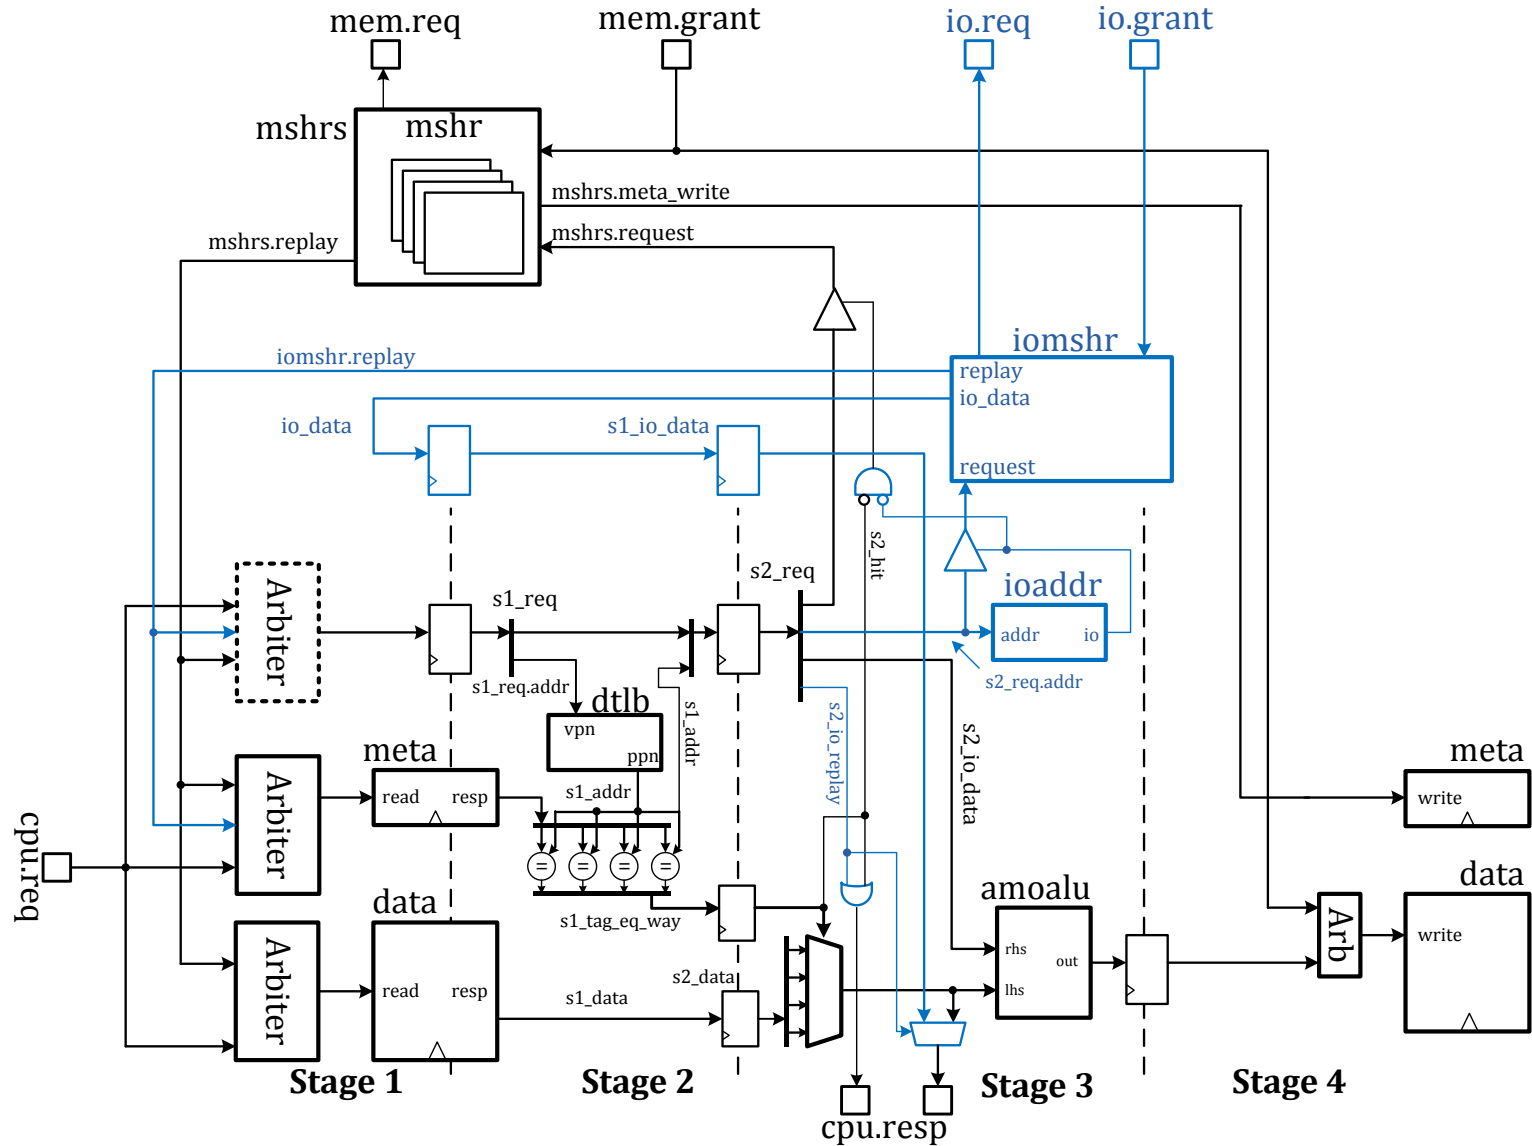 mem.req
mem.grant
io.req
io.grant
mshrs
mshr
mshrs.meta_write
mshrs.replay
mshrs.request
iomshr
iomshr.replay
replay
io_data
io_data
s1_io_data
request
s2_hit
s2_req
ioaddr
Arbiter
s1_req
addr
io
s1_req.addr
s2_req.addr
dtlb
s1_addr
vpn
ppn
s2_io_replay
s2_io_data
meta
meta
Arbiter
read
resp
s1_addr
write
cpu.req
=
=
=
=
data
amoalu
data
s1_tag_eq_way
Arbiter
read
resp
s1_data
s2_data
rhs
out
lhs
Arb
write
Stage 1
Stage 2
Stage 3
Stage 4
cpu.resp